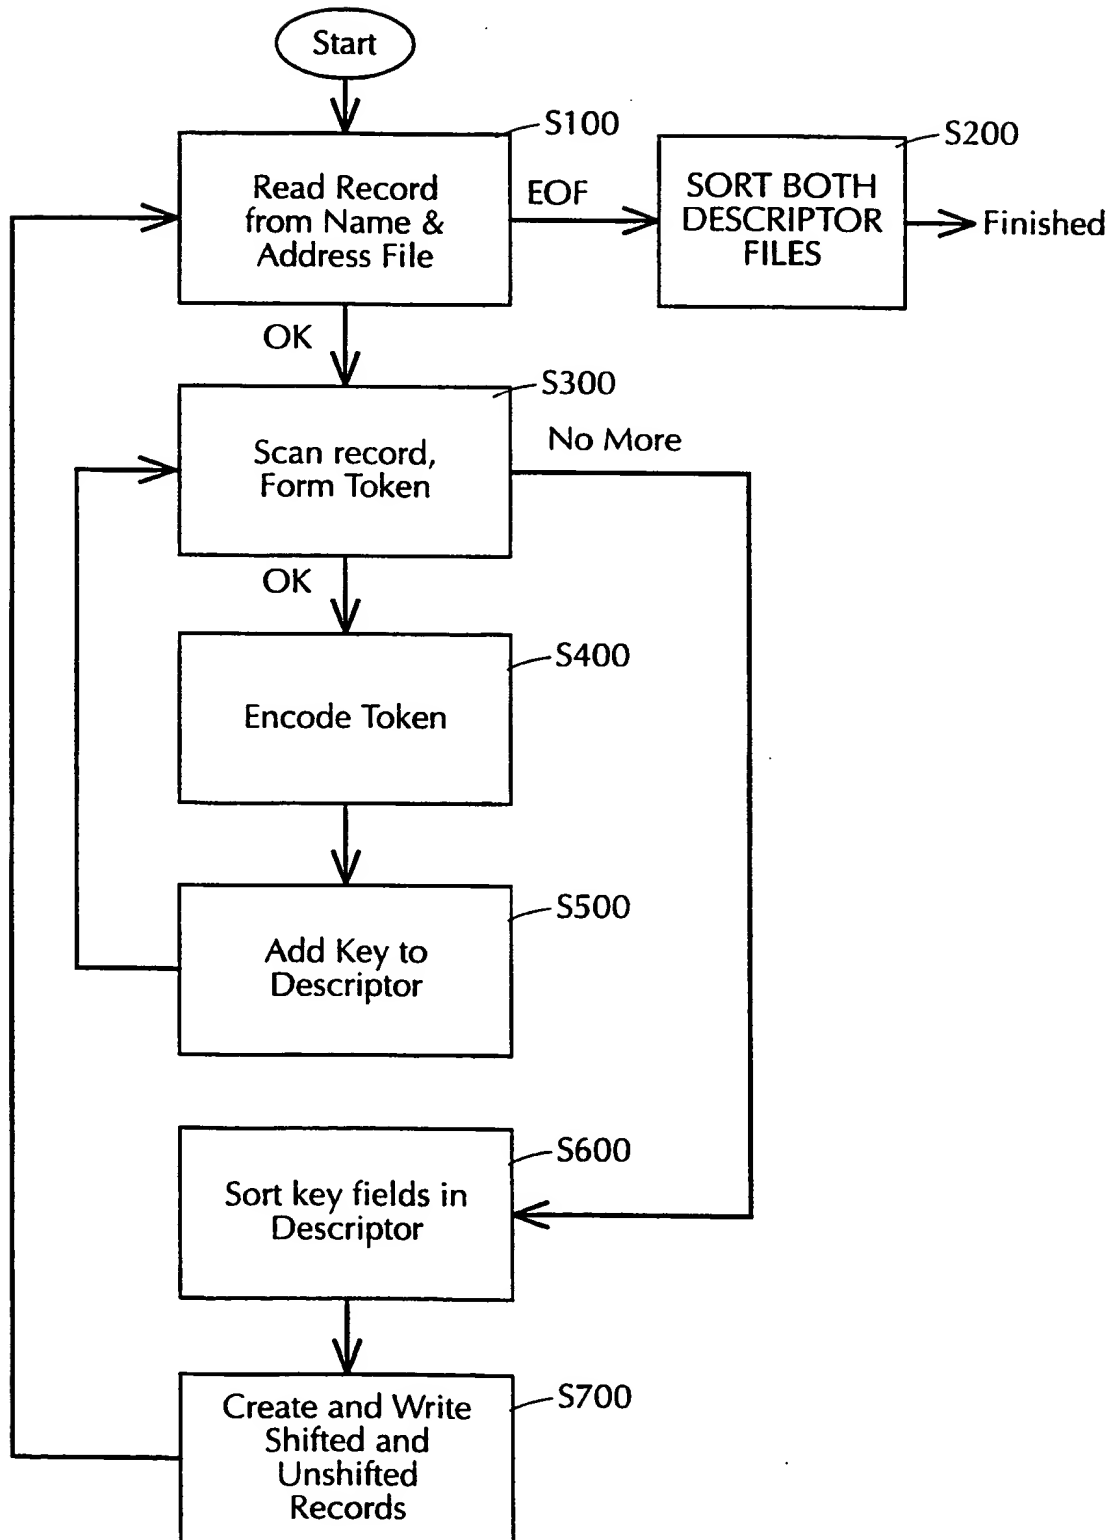 Start
S100
Read Record
from Name &
Address File
EOF
S200
SORT BOTH
DESCRIPTOR
FILES
Finished
OK
S300
Scan record,
Form Token
No More
OK
S400
Encode Token
S500
Add Key to
Descriptor
S600
Sort key fields in
Descriptor
S700
Create and Write
Shifted and
Unshifted
Records